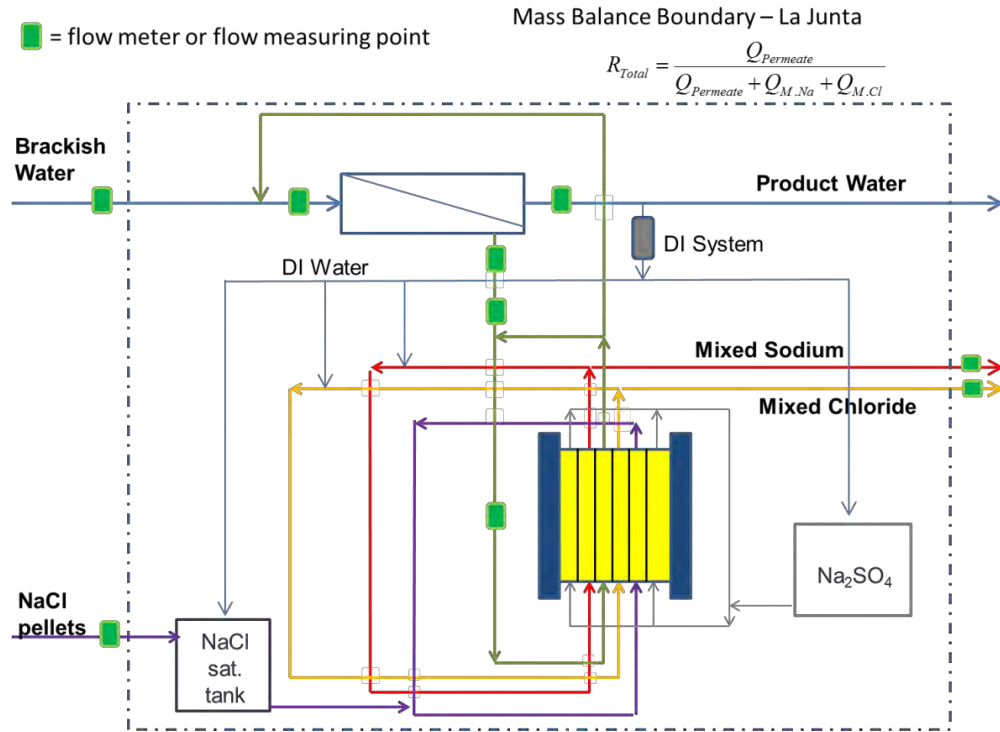 Mass Balance Boundary – La Junta
= flow meter or flow measuring point
R_Total = Q_Permeate / (Q_Permeate + Q_M.Na + Q_M.Cl)
Brackish
Water
Product Water
DI System
DI Water
Mixed Sodium
Mixed Chloride
Na₂SO₄
NaCl
pellets
NaCl
sat.
tank